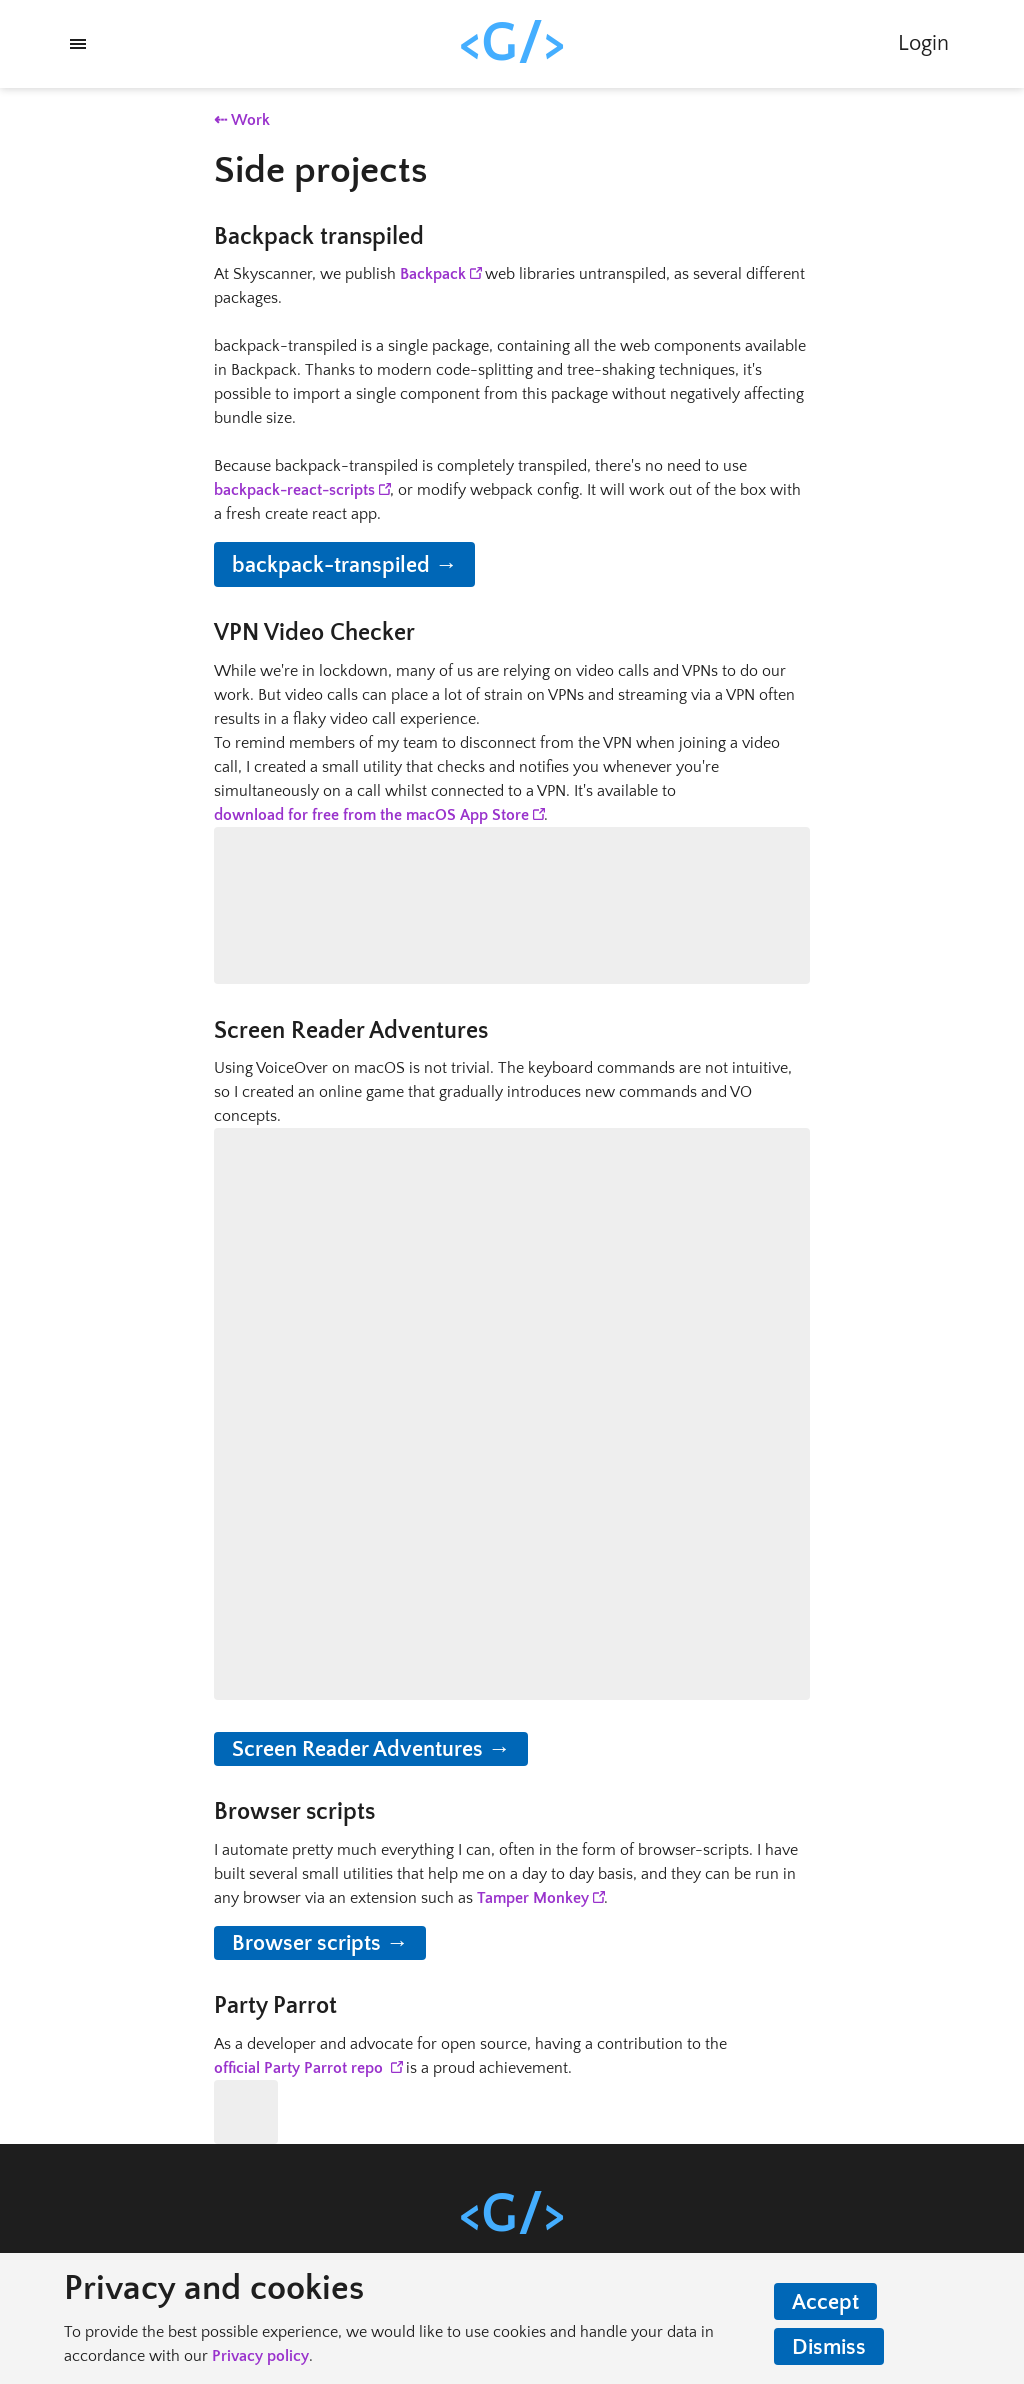 <G/>
Login
⇠ Work
Side projects
Backpack transpiled
At Skyscanner, we publish Backpack web libraries untranspiled, as several different
packages.
backpack-transpiled is a single package, containing all the web components available
in Backpack. Thanks to modern code-splitting and tree-shaking techniques, it's
possible to import a single component from this package without negatively affecting
bundle size.
Because backpack-transpiled is completely transpiled, there's no need to use
backpack-react-scripts , or modify webpack config. It will work out of the box with
a fresh create react app.
backpack-transpiled →
VPN Video Checker
While we're in lockdown, many of us are relying on video calls and VPNs to do our
work. But video calls can place a lot of strain on VPNs and streaming via a VPN often
results in a flaky video call experience.
To remind members of my team to disconnect from the VPN when joining a video
call, I created a small utility that checks and notifies you whenever you're
simultaneously on a call whilst connected to a VPN. It's available to
download for free from the macOS App Store .
Screen Reader Adventures
Using VoiceOver on macOS is not trivial. The keyboard commands are not intuitive,
so I created an online game that gradually introduces new commands and VO
concepts.
Screen Reader Adventures →
Browser scripts
I automate pretty much everything I can, often in the form of browser-scripts. I have
built several small utilities that help me on a day to day basis, and they can be run in
any browser via an extension such as Tamper Monkey .
Browser scripts →
Party Parrot
As a developer and advocate for open source, having a contribution to the
official Party Parrot repo is a proud achievement.
<G/>
Privacy and cookies
To provide the best possible experience, we would like to use cookies and handle your data in
accordance with our Privacy policy.
Accept
Dismiss